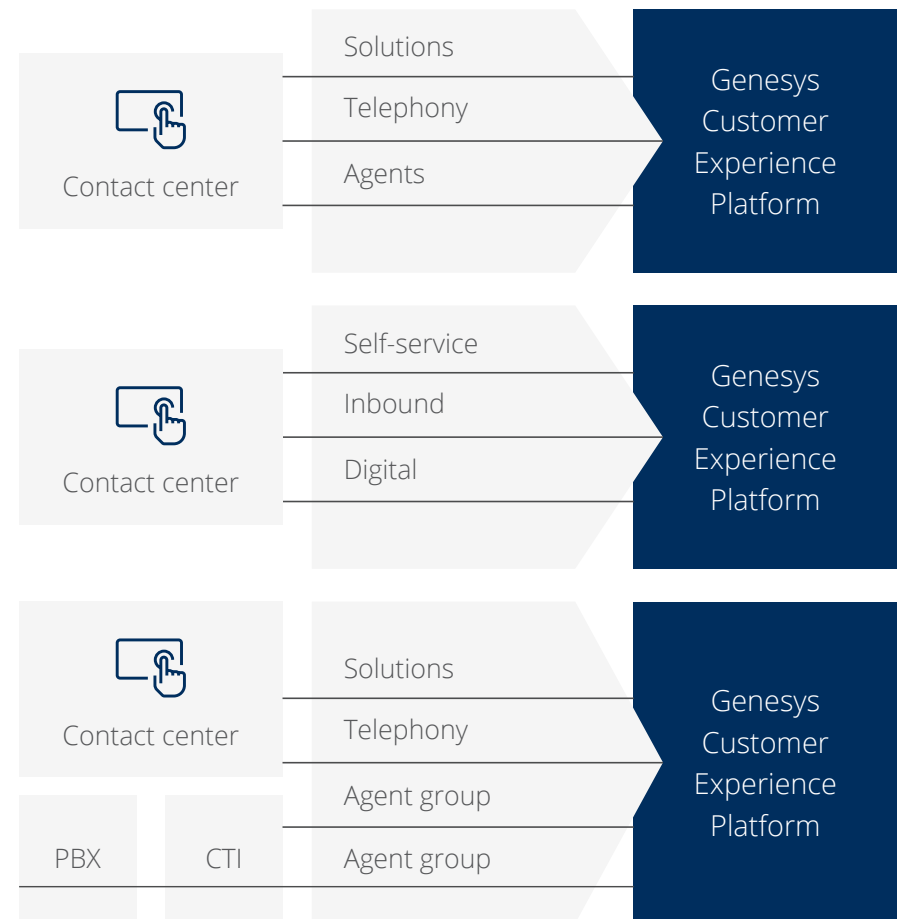 Contact center
Solutions
Telephony
Agents
Genesys
Customer
Experience
Platform
Contact center
Self-service
Inbound
Digital
Genesys
Customer
Experience
Platform
Contact center
PBX
CTI
Solutions
Telephony
Agent group
Agent group
Genesys
Customer
Experience
Platform